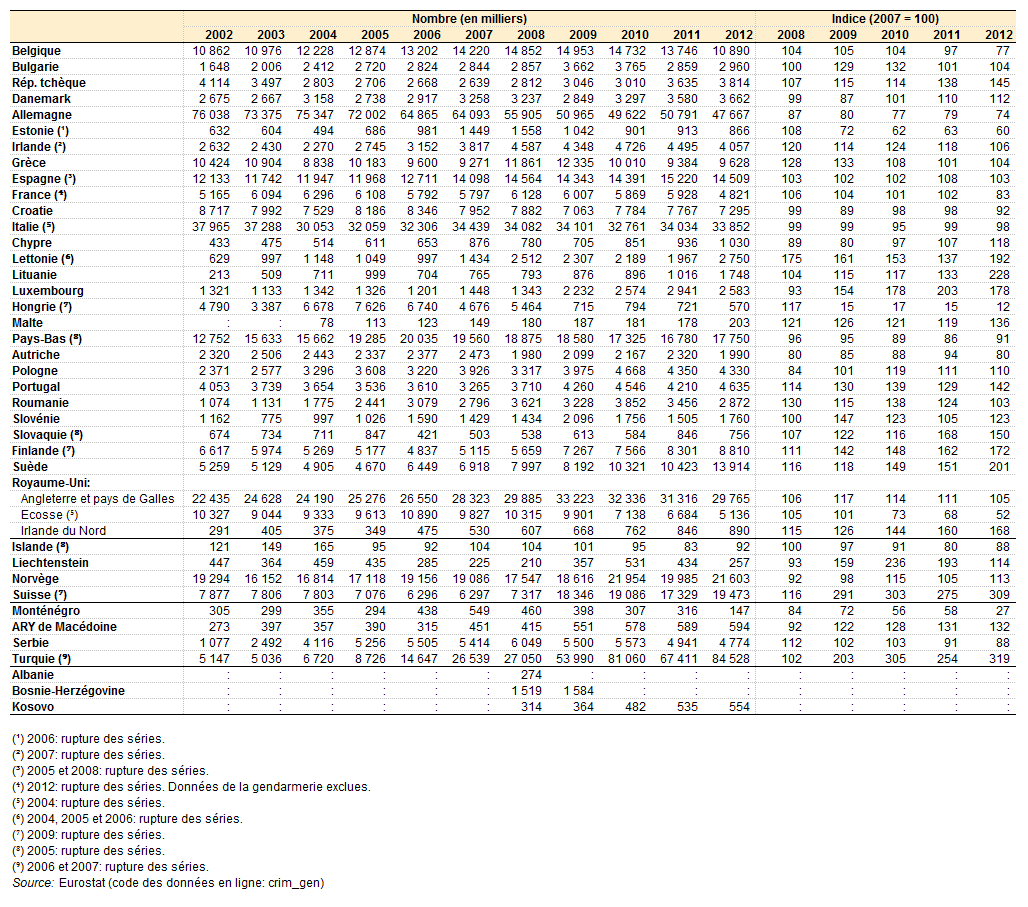 Nombre (en milliers) Indice (2007 = 100)
2002 2003 2004 2005 2006 2007 2008 2009 2010 2011 2012 2008 2009 2010 2011 2012
Belgique 10 862 10 976 12 228 12 874 13 202 14 220 14 852 14 953 14 732 13 746 10 890 104 105 104 97 77
Bulgarie 1 648 2 006 2 412 2 720 2 824 2 844 2 857 3 662 3 765 2 859 2 960 100 129 132 101 104
Rép. tchèque 4 114 3 497 2 803 2 706 2 668 2 639 2 812 3 046 3 010 3 635 3 814 107 115 114 138 145
Danemark 2 675 2 667 3 158 2 738 2 917 3 258 3 237 2 849 3 297 3 580 3 662 99 87 101 110 112
Allemagne 76 038 73 375 75 347 72 002 64 865 64 093 55 905 50 965 49 622 50 791 47 667 87 80 77 79 74
Estonie (¹) 632 604 494 686 981 1 449 1 558 1 042 901 913 866 108 72 62 63 60
Irlande (²) 2 632 2 430 2 270 2 745 3 152 3 817 4 587 4 348 4 726 4 495 4 057 120 114 124 118 106
Grèce 10 424 10 904 8 838 10 183 9 600 9 271 11 861 12 335 10 010 9 384 9 628 128 133 108 101 104
Espagne (³) 12 133 11 742 11 947 11 968 12 711 14 098 14 564 14 343 14 391 15 220 14 509 103 102 102 108 103
France (⁴) 5 165 6 094 6 296 6 108 5 792 5 797 6 128 6 007 5 869 5 928 4 821 106 104 101 102 83
Croatie 8 717 7 992 7 529 8 186 8 346 7 952 7 882 7 063 7 784 7 767 7 295 99 89 98 98 92
Italie (⁵) 37 965 37 288 30 053 32 059 32 306 34 439 34 082 34 101 32 761 34 034 33 852 99 99 95 99 98
Chypre 433 475 514 611 653 876 780 705 851 936 1 030 89 80 97 107 118
Lettonie (⁶) 629 997 1 148 1 049 997 1 434 2 512 2 307 2 189 1 967 2 750 175 161 153 137 192
Lituanie 213 509 711 999 704 765 793 876 896 1 016 1 748 104 115 117 133 228
Luxembourg 1 321 1 133 1 342 1 326 1 201 1 448 1 343 2 232 2 574 2 941 2 583 93 154 178 203 178
Hongrie (⁷) 4 790 3 387 6 678 7 626 6 740 4 676 5 464 715 794 721 570 117 15 17 15 12
Malte : : 78 113 123 149 180 187 181 178 203 121 126 121 119 136
Pays-Bas (⁸) 12 752 15 633 15 662 19 285 20 035 19 560 18 875 18 580 17 325 16 780 17 750 96 95 89 86 91
Autriche 2 320 2 506 2 443 2 337 2 377 2 473 1 980 2 099 2 167 2 320 1 990 80 85 88 94 80
Pologne 2 371 2 577 3 296 3 608 3 220 3 926 3 317 3 975 4 668 4 350 4 330 84 101 119 111 110
Portugal 4 053 3 739 3 654 3 536 3 610 3 265 3 710 4 260 4 546 4 210 4 635 114 130 139 129 142
Roumanie 1 074 1 131 1 775 2 441 3 079 2 796 3 621 3 228 3 852 3 456 2 872 130 115 138 124 103
Slovénie 1 162 775 997 1 026 1 590 1 429 1 434 2 096 1 756 1 505 1 760 100 147 123 105 123
Slovaquie (⁸) 674 734 711 847 421 503 538 613 584 846 756 107 122 116 168 150
Finlande (⁷) 6 617 5 974 5 269 5 177 4 837 5 115 5 659 7 267 7 566 8 301 8 810 111 142 148 162 172
Suède 5 259 5 129 4 905 4 670 6 449 6 918 7 997 8 192 10 321 10 423 13 914 116 118 149 151 201
Royaume-Uni:
Angleterre et pays de Galles 22 435 24 628 24 190 25 276 26 550 28 323 29 885 33 223 32 336 31 316 29 765 106 117 114 111 105
Ecosse (⁵) 10 327 9 044 9 333 9 613 10 890 9 827 10 315 9 901 7 138 6 684 5 136 105 101 73 68 52
Irlande du Nord 291 405 375 349 475 530 607 668 762 846 890 115 126 144 160 168
Islande (⁸) 121 149 165 95 92 104 104 101 95 83 92 100 97 91 80 88
Liechtenstein 447 364 459 435 285 225 210 357 531 434 257 93 159 236 193 114
Norvège 19 294 16 152 16 814 17 118 19 156 19 086 17 547 18 616 21 954 19 985 21 603 92 98 115 105 113
Suisse (⁷) 7 877 7 806 7 803 7 076 6 296 6 297 7 317 18 346 19 086 17 329 19 473 116 291 303 275 309
Monténégro 305 299 355 294 438 549 460 398 307 316 147 84 72 56 58 27
ARY de Macédoine 273 397 357 390 315 451 415 551 578 589 594 92 122 128 131 132
Serbie 1 077 2 492 4 116 5 256 5 505 5 414 6 049 5 500 5 573 4 941 4 774 112 102 103 91 88
Turquie (⁹) 5 147 5 036 6 720 8 726 14 647 26 539 27 050 53 990 81 060 67 411 84 528 102 203 305 254 319
Albanie : : : : : : 274 : : : : : : : : :
Bosnie-Herzégovine : : : : : : 1 519 1 584 : : : : : : : :
Kosovo : : : : : : 314 364 482 535 554 : : : : :
(¹) 2006: rupture des séries.
(²) 2007: rupture des séries.
(³) 2005 et 2008: rupture des séries.
(⁴) 2012: rupture des séries. Données de la gendarmerie exclues.
(⁵) 2004: rupture des séries.
(⁶) 2004, 2005 et 2006: rupture des séries.
(⁷) 2009: rupture des séries.
(⁸) 2005: rupture des séries.
(⁹) 2006 et 2007: rupture des séries.
Source: Eurostat (code des données en ligne: crim_gen)